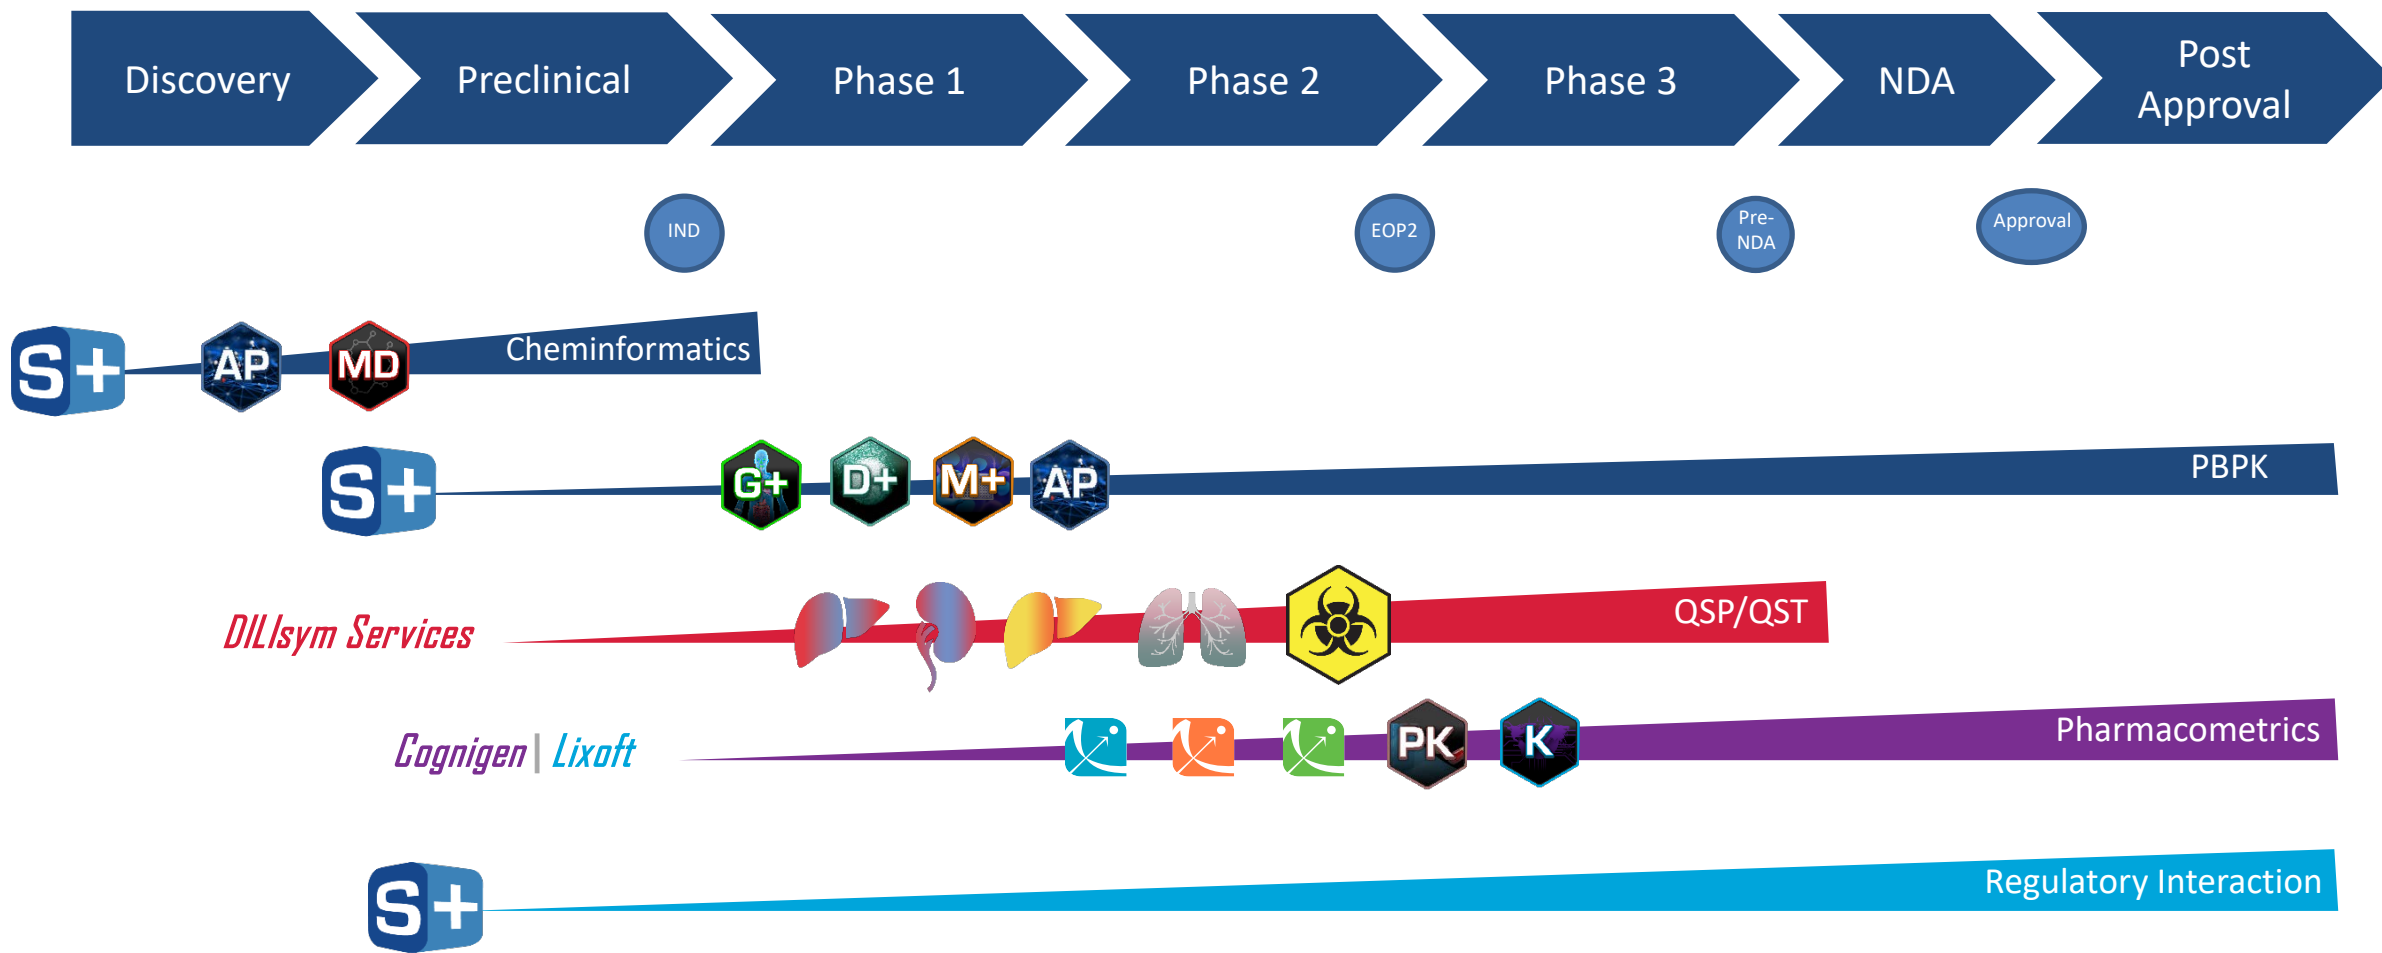 Discovery
Preclinical
Phase 1
Phase 2
Phase 3
NDA
Post
Approval
IND
EOP2
Pre-
NDA
Approval
S+
AP
MD
Cheminformatics
S+
G+
D+
M+
AP
PBPK
DILIsym Services
QSP/QST
Cognigen | Lixoft
PK
K
Pharmacometrics
S+
Regulatory Interaction